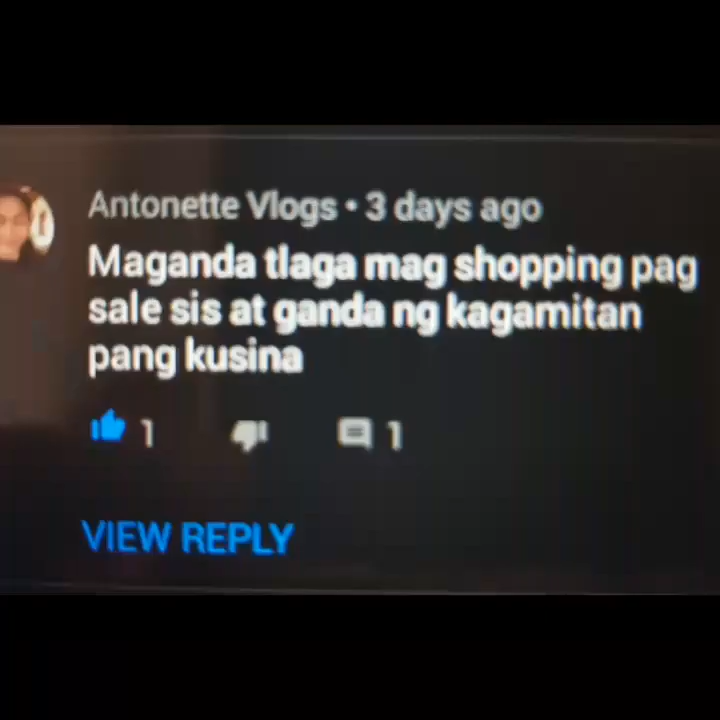 Antonette Vlogs • 3 days ago
Maganda tlaga mag shopping pag
sale sis at ganda ng kagamitan
pang kusina
1
1
VIEW REPLY